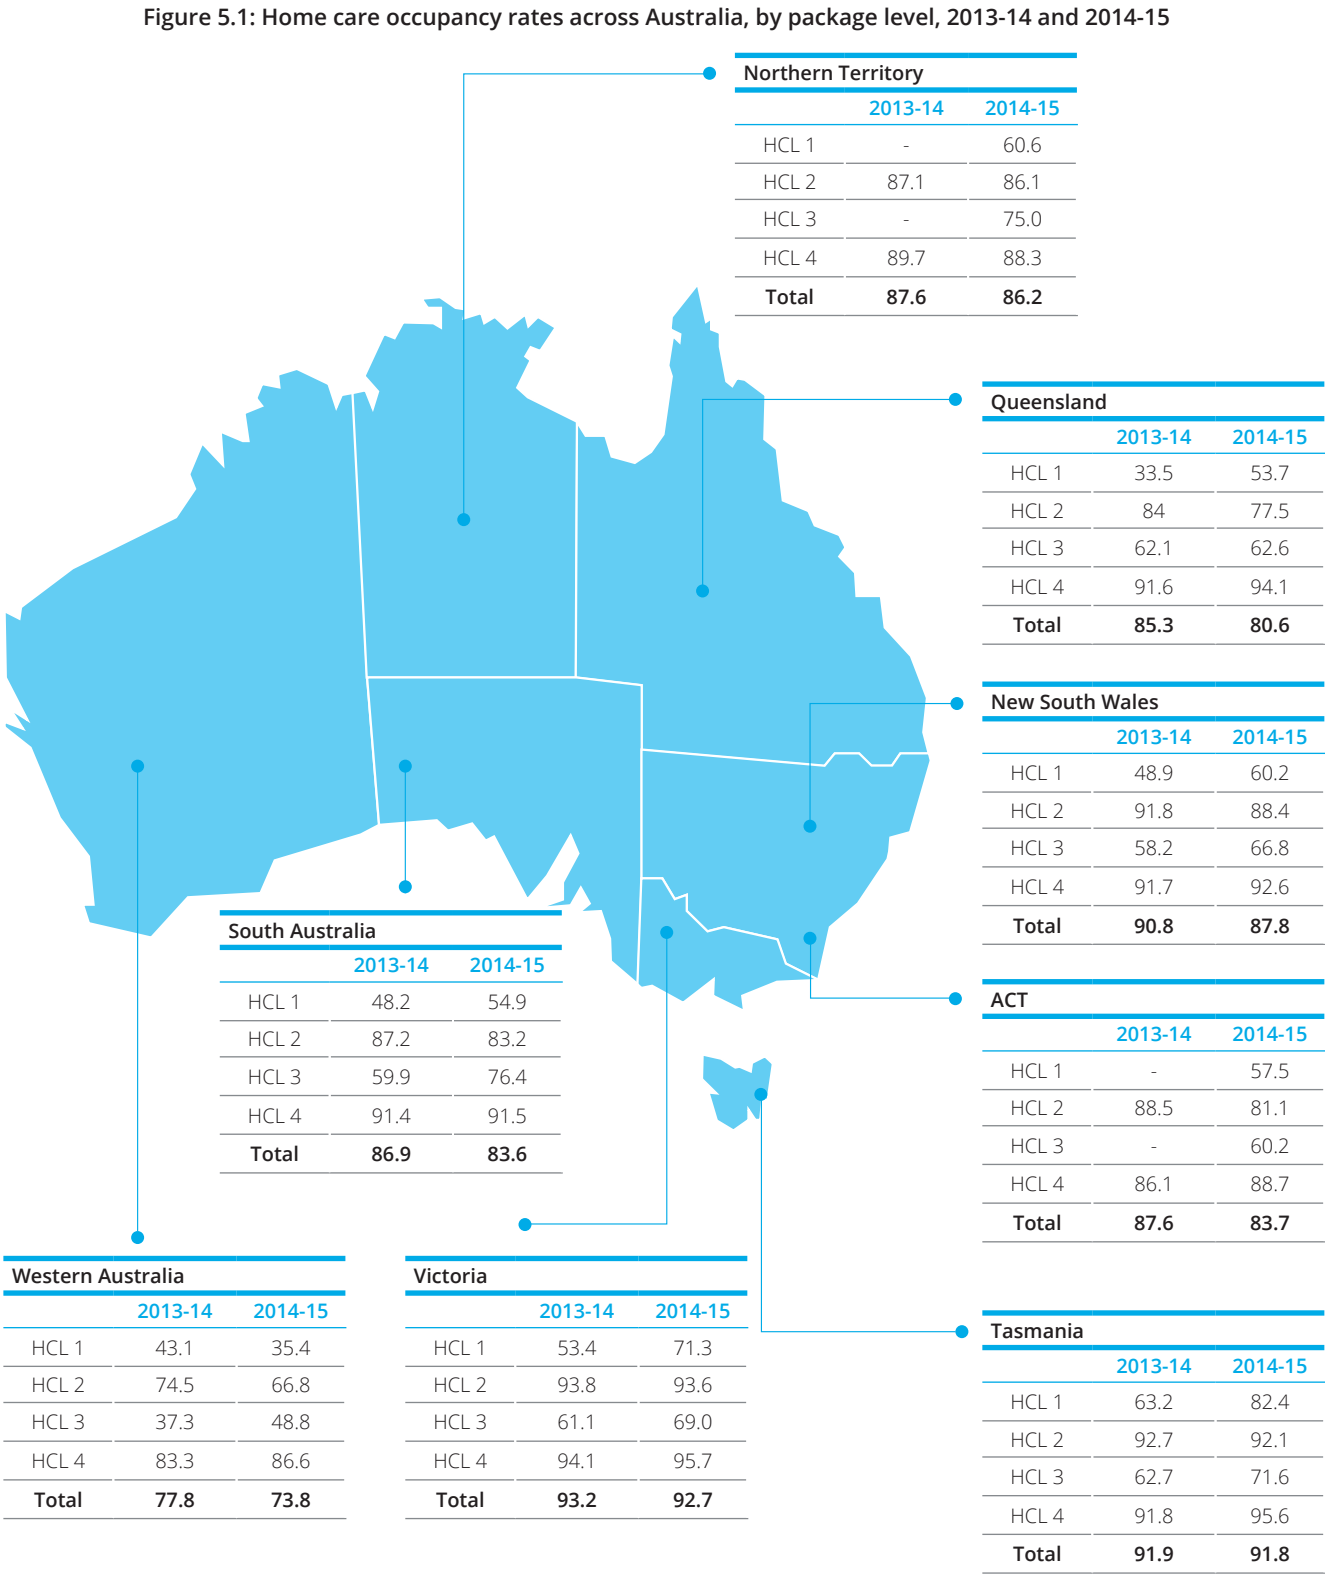 Figure 5.1: Home care occupancy rates across Australia, by package level, 2013-14 and 2014-15
Northern Territory
2013-14 2014-15
HCL 1 - 60.6
HCL 2 87.1 86.1
HCL 3 - 75.0
HCL 4 89.7 88.3
Total 87.6 86.2
Queensland
2013-14 2014-15
HCL 1 33.5 53.7
HCL 2 84 77.5
HCL 3 62.1 62.6
HCL 4 91.6 94.1
Total 85.3 80.6
New South Wales
2013-14 2014-15
HCL 1 48.9 60.2
HCL 2 91.8 88.4
HCL 3 58.2 66.8
HCL 4 91.7 92.6
Total 90.8 87.8
South Australia
2013-14 2014-15
HCL 1 48.2 54.9
HCL 2 87.2 83.2
HCL 3 59.9 76.4
HCL 4 91.4 91.5
Total 86.9 83.6
ACT
2013-14 2014-15
HCL 1 - 57.5
HCL 2 88.5 81.1
HCL 3 - 60.2
HCL 4 86.1 88.7
Total 87.6 83.7
Western Australia
2013-14 2014-15
HCL 1 43.1 35.4
HCL 2 74.5 66.8
HCL 3 37.3 48.8
HCL 4 83.3 86.6
Total 77.8 73.8
Victoria
2013-14 2014-15
HCL 1 53.4 71.3
HCL 2 93.8 93.6
HCL 3 61.1 69.0
HCL 4 94.1 95.7
Total 93.2 92.7
Tasmania
2013-14 2014-15
HCL 1 63.2 82.4
HCL 2 92.7 92.1
HCL 3 62.7 71.6
HCL 4 91.8 95.6
Total 91.9 91.8